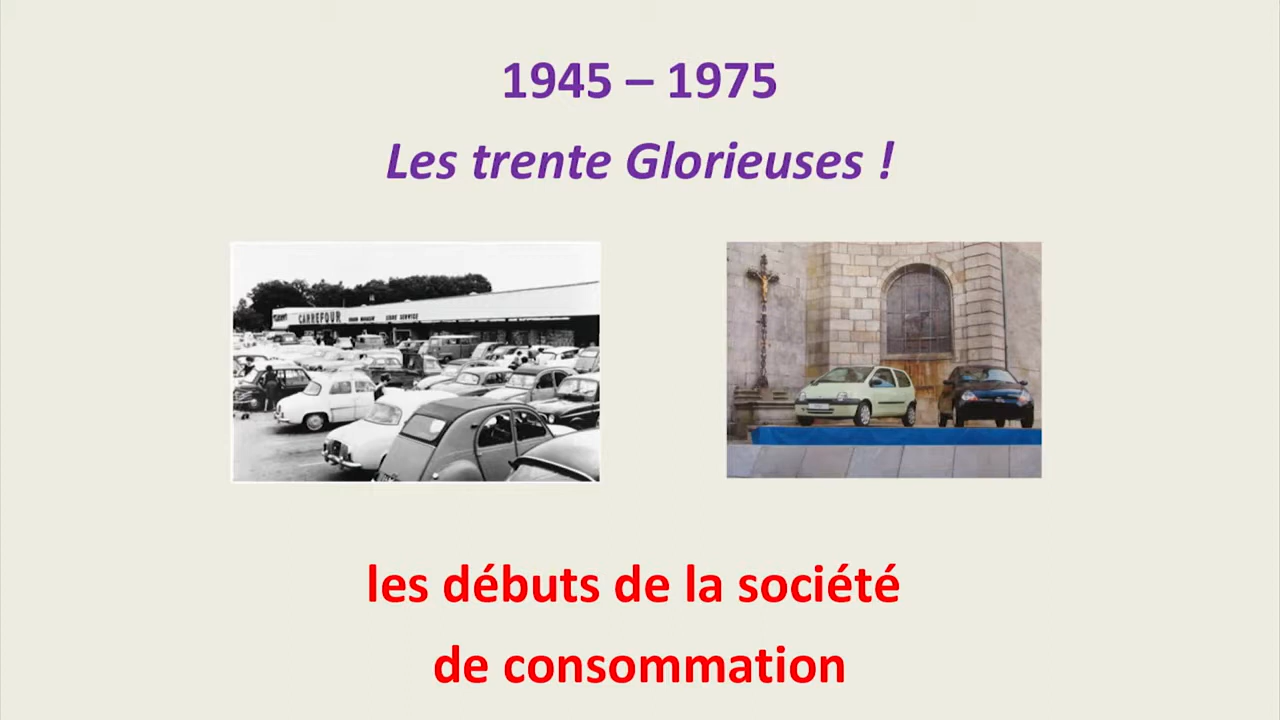 1945 – 1975
Les trente Glorieuses !
CARREFOUR
les débuts de la société
de consommation